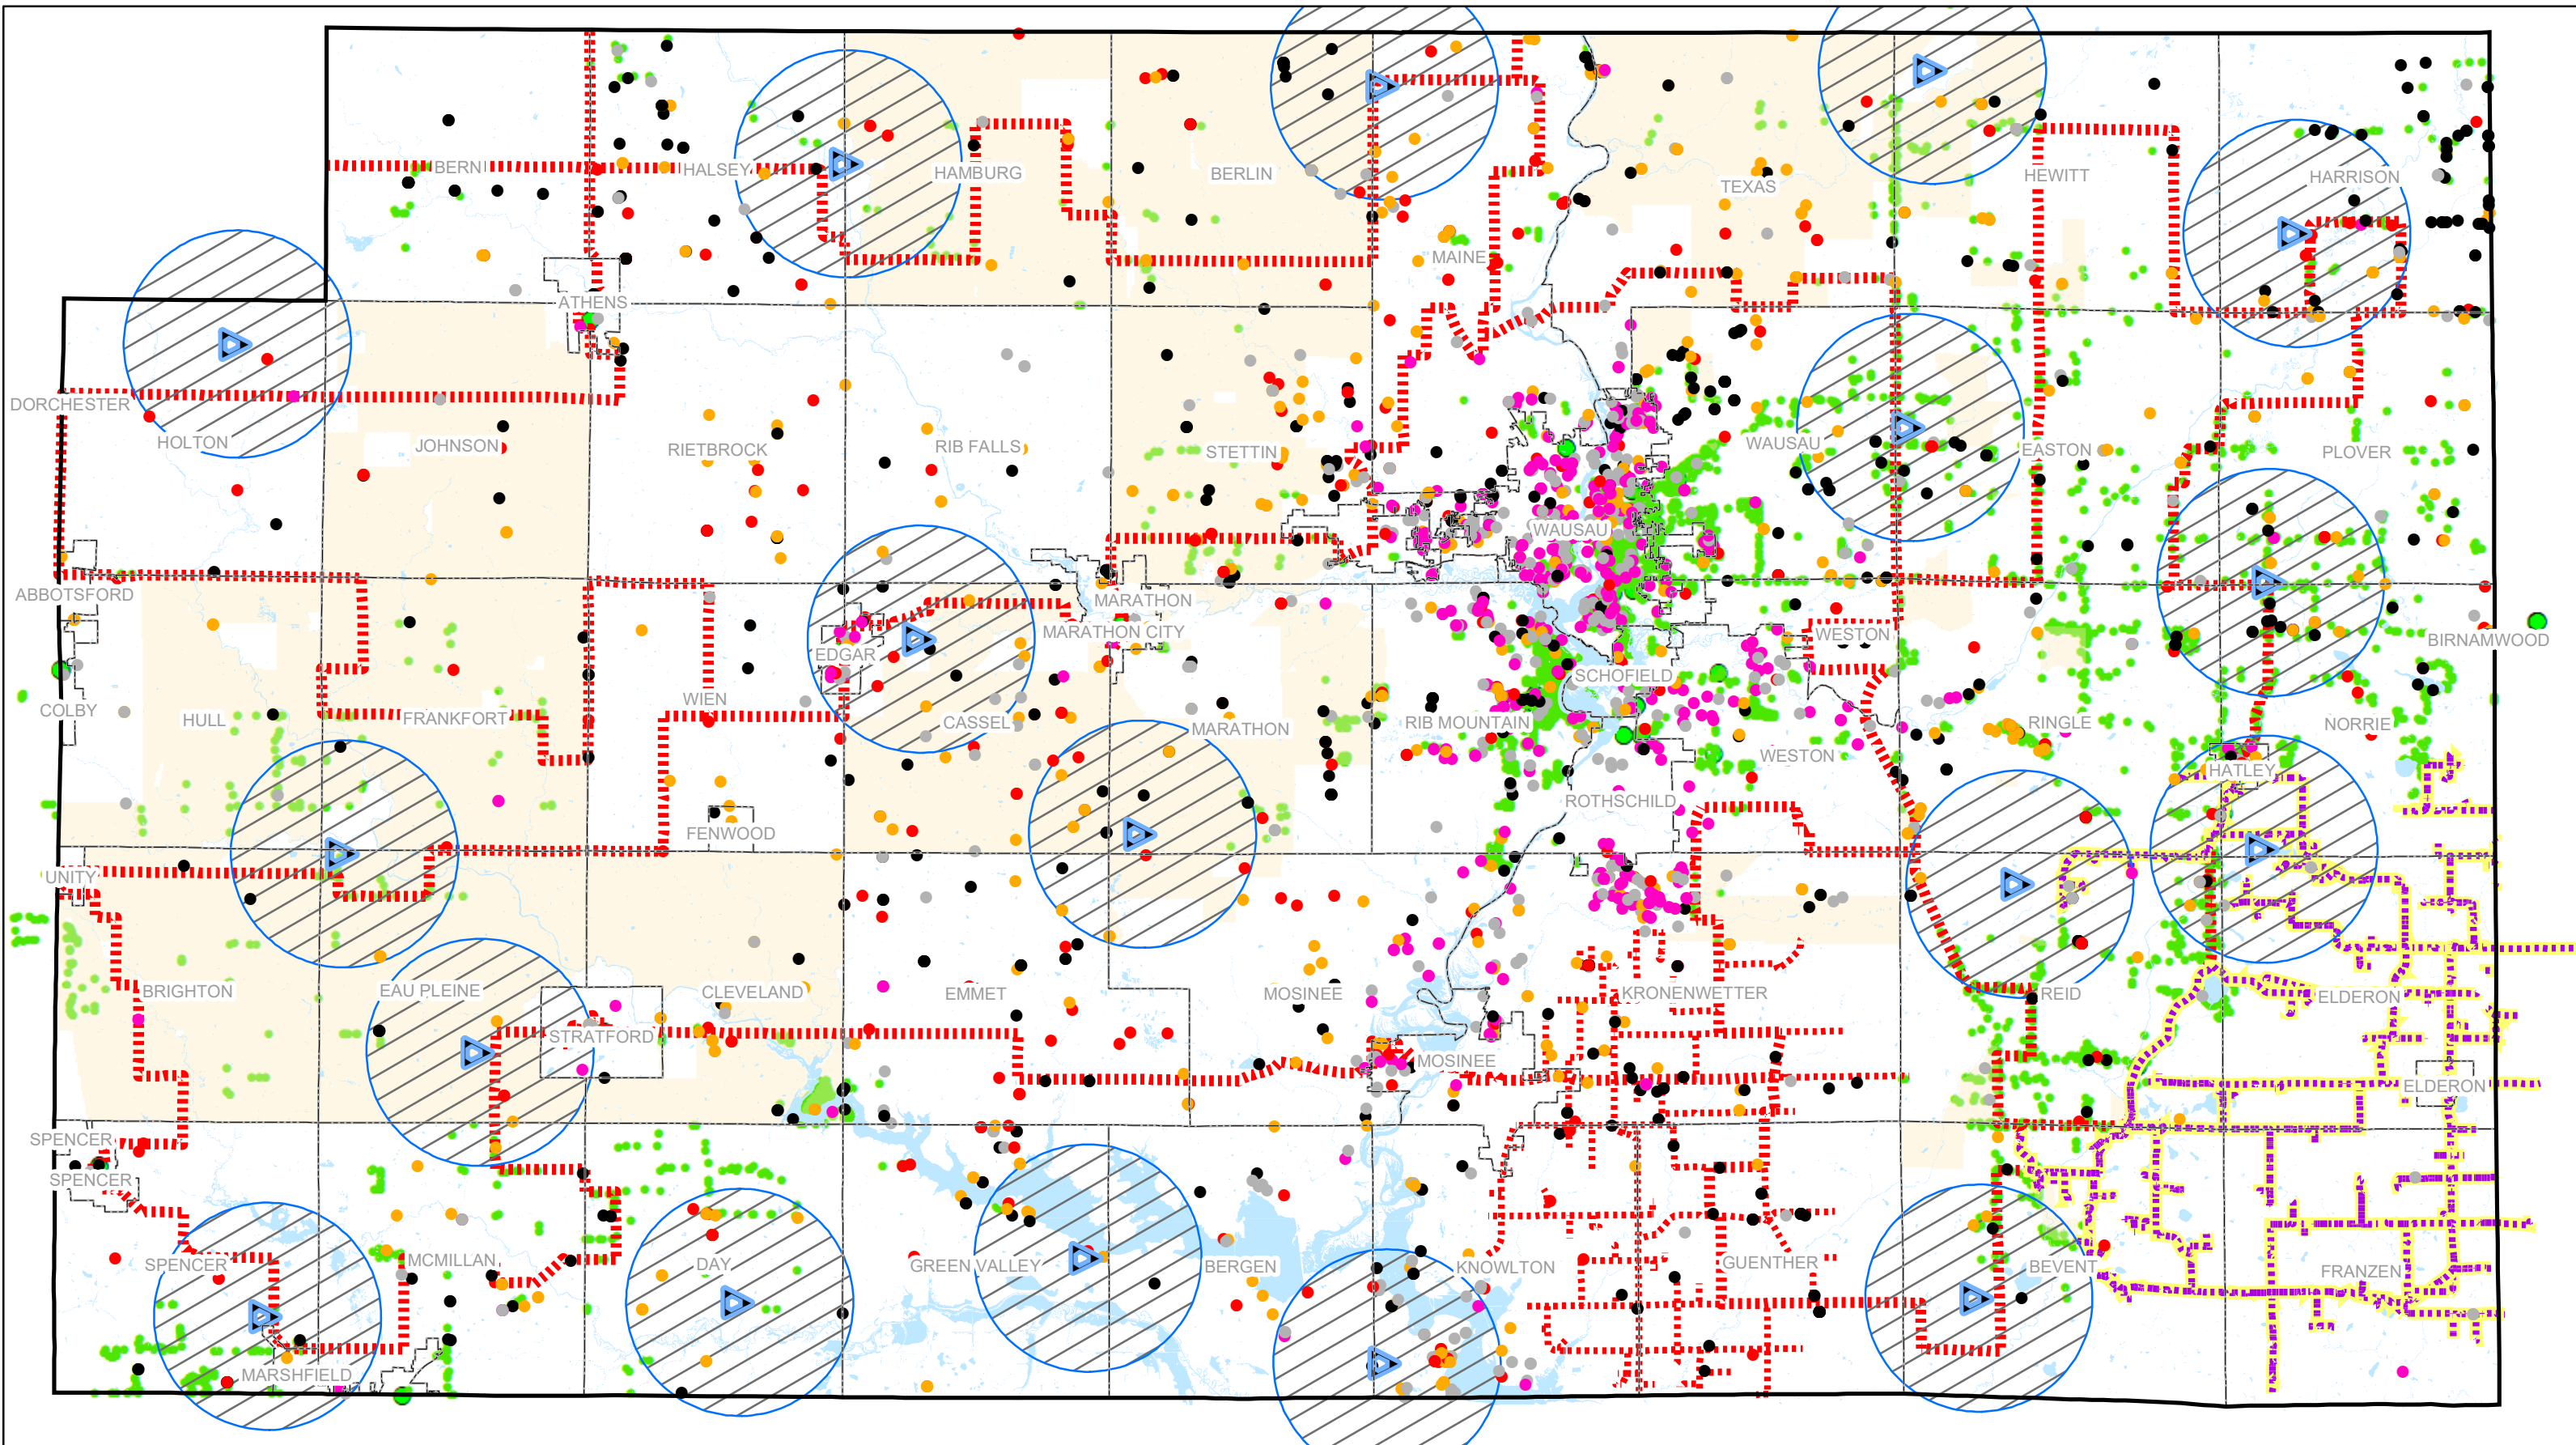 BERN
HALSEY
HAMBURG
BERLIN
TEXAS
HEWITT
HARRISON
MAINE
ATHENS
DORCHESTER
HOLTON
JOHNSON
RIETBROCK
RIB FALLS
STETTIN
WAUSAU
EASTON
PLOVER
WAUSAU
ABBOTSFORD
MARATHON
MARATHON CITY
WESTON
BIRNAMWOOD
EDGAR
SCHOFIELD
COLBY
HULL
FRANKFORT
WIEN
CASSEL
MARATHON
RIB MOUNTAIN
RINGLE
NORRIE
WESTON
HATLEY
ROTHSCHILD
FENWOOD
UNITY
BRIGHTON
EAU PLEINE
CLEVELAND
EMMET
MOSINEE
KRONENWETTER
REID
ELDERON
STRATFORD
MOSINEE
ELDERON
SPENCER
SPENCER
SPENCER
MCMILLAN
DAY
GREEN VALLEY
BERGEN
KNOWLTON
GUENTHER
BEVENT
FRANZEN
MARSHFIELD